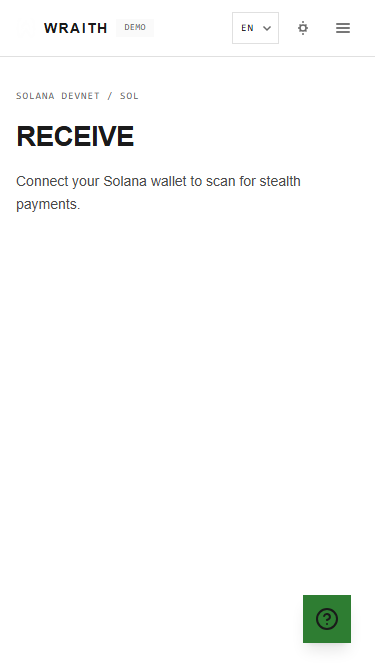 WRAITH DEMO EN
SOLANA DEVNET / SOL
RECEIVE
Connect your Solana wallet to scan for stealth
payments.